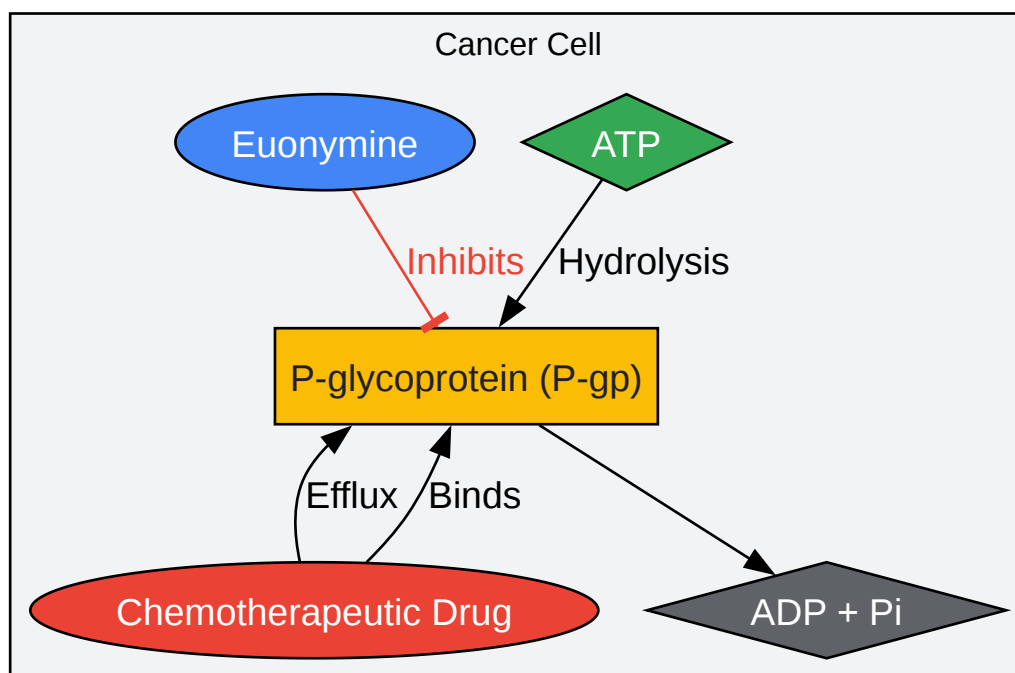 Cancer Cell
Euonymine
ATP
Inhibits
Hydrolysis
P-glycoprotein (P-gp)
Efflux
Binds
Chemotherapeutic Drug
ADP + Pi